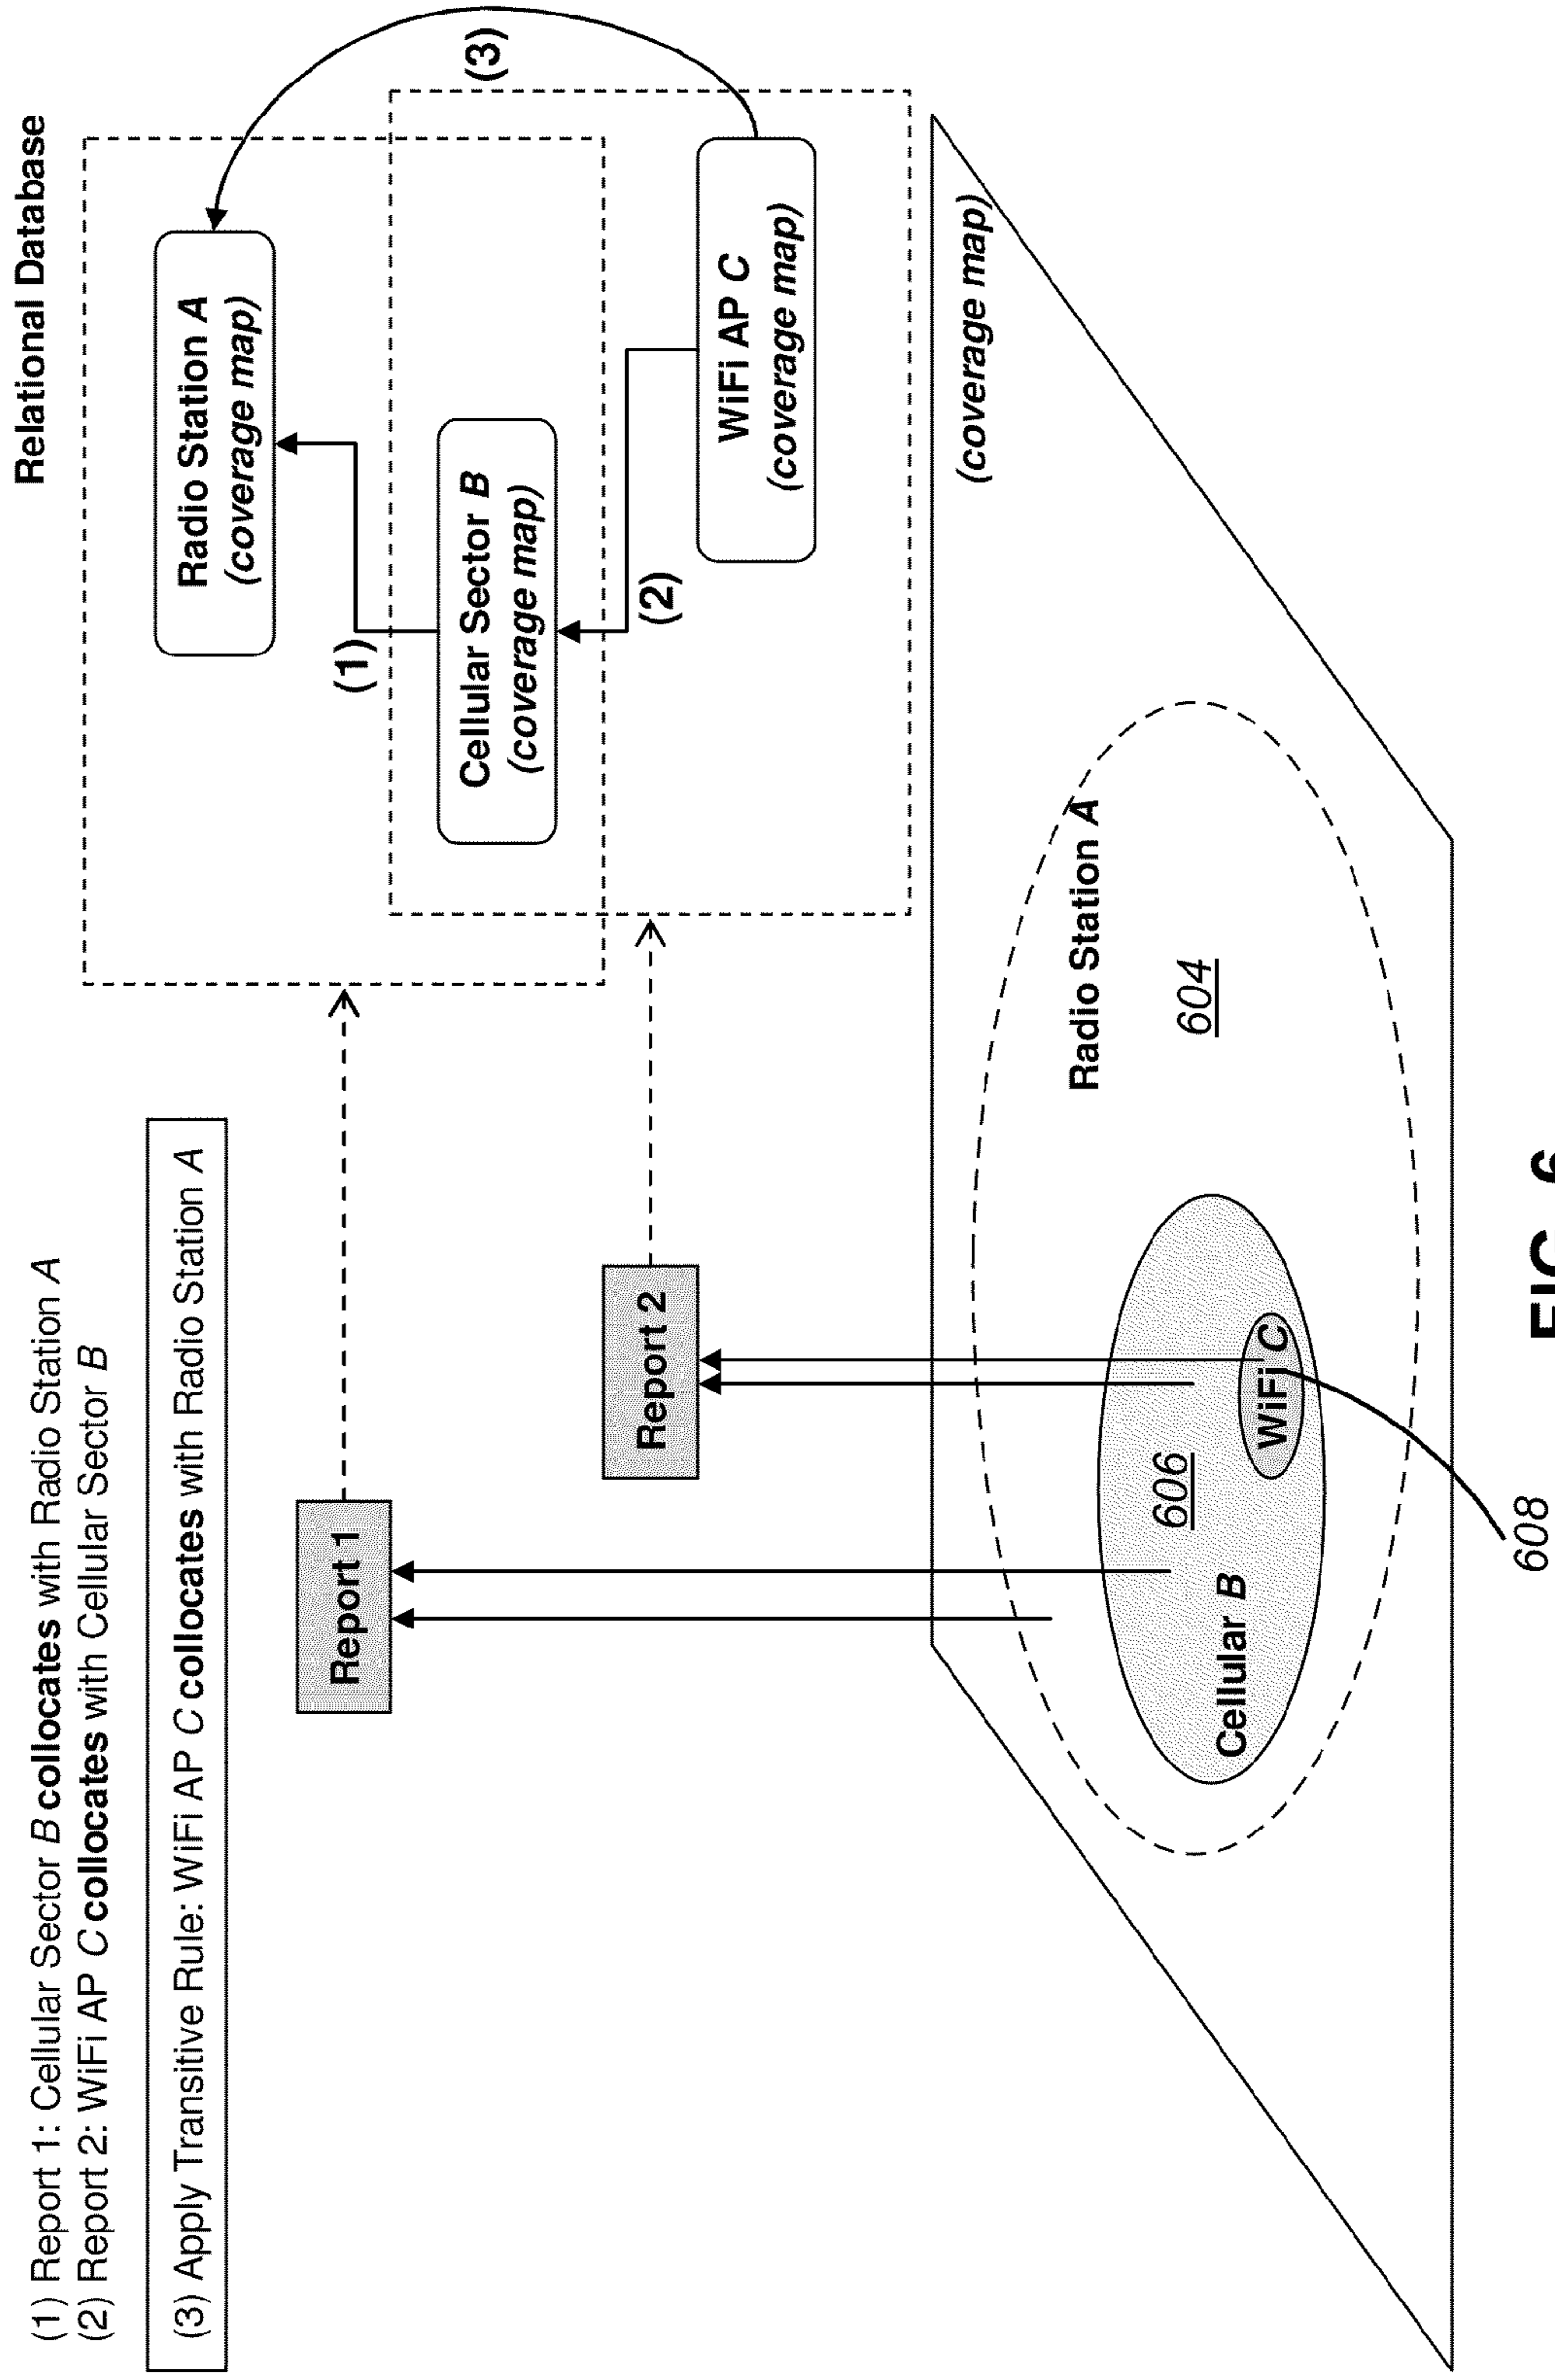 (1) Report 1: Cellular Sector B collocates with Radio Station A
(2) Report 2: WiFi AP C collocates with Cellular Sector B
(3) Apply Transitive Rule: WiFi AP C collocates with Radio Station A
Relational Database
Radio Station A
(coverage map)
(1)
(3)
Cellular Sector B
(coverage map)
(2)
WiFi AP C
(coverage map)
Report 1
Report 2
(coverage map)
Radio Station A
604
606
Cellular B
WiFi C
608
FIG. 6